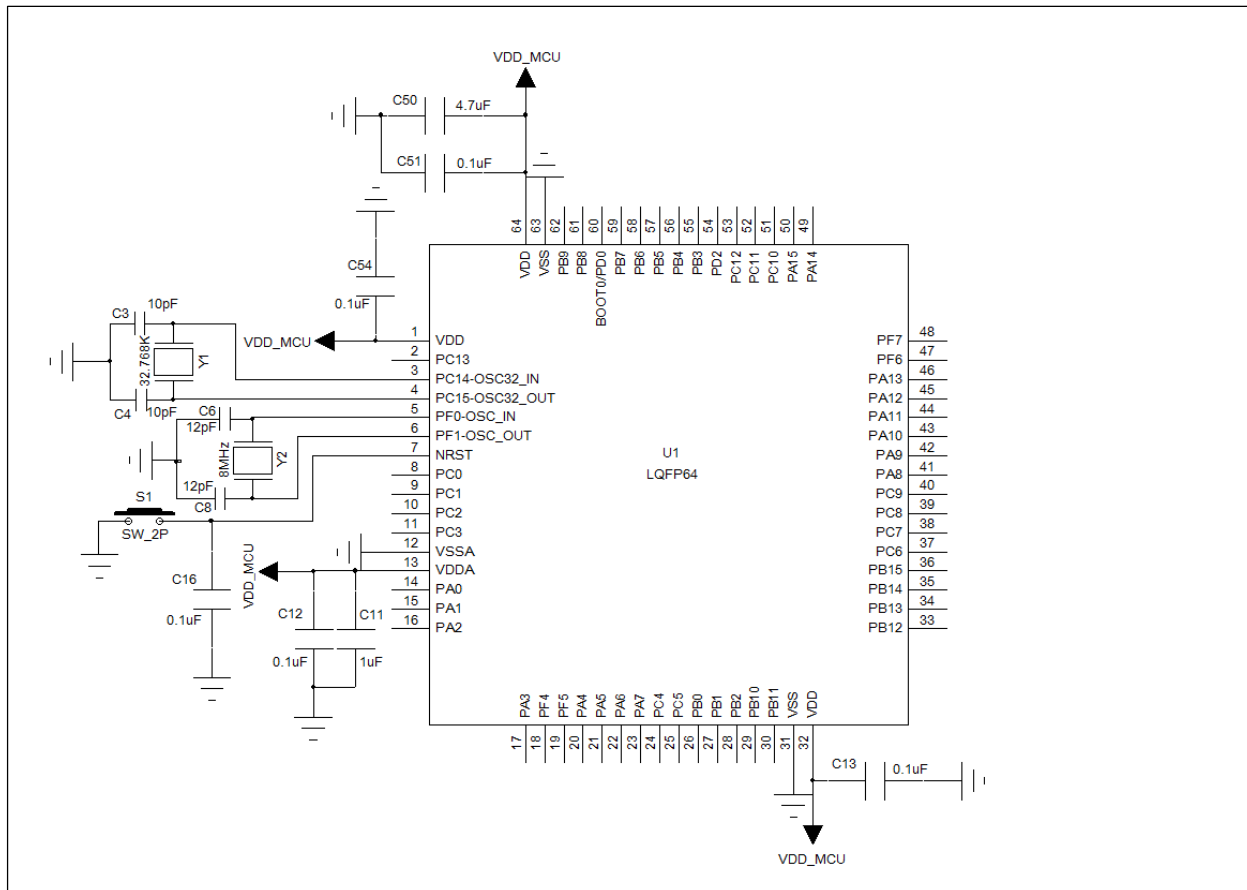 VDD_MCU
C50
4.7uF
C51
0.1uF
64
63
62
61
60
59
58
57
56
55
54
53
52
51
50
49
VDD
VSS
PB9
PB8
BOOT0/PD0
PB7
PB6
PB5
PB4
PB3
PD2
PC12
PC11
PC10
PA15
PA14
C54
0.1uF
VDD_MCU
C3
10pF
32.768K
Y1
C4
10pF
C6
12pF
8MHz
Y2
12pF
C8
S1
SW_2P
C16
0.1uF
VDD_MCU
C12
C11
0.1uF
1uF
1 VDD
2 PC13
3 PC14-OSC32_IN
4 PC15-OSC32_OUT
5 PF0-OSC_IN
6 PF1-OSC_OUT
7 NRST
8 PC0
9 PC1
10 PC2
11 PC3
12 VSSA
13 VDDA
14 PA0
15 PA1
16 PA2
U1
LQFP64
PF7 48
PF6 47
PA13 46
PA12 45
PA11 44
PA10 43
PA9 42
PA8 41
PC9 40
PC8 39
PC7 38
PC6 37
PB15 36
PB14 35
PB13 34
PB12 33
PA3
PF4
PF5
PA4
PA5
PA6
PA7
PC4
PC5
PB0
PB1
PB2
PB10
PB11
VSS
VDD
17
18
19
20
21
22
23
24
25
26
27
28
29
30
31
32
C13
0.1uF
VDD_MCU